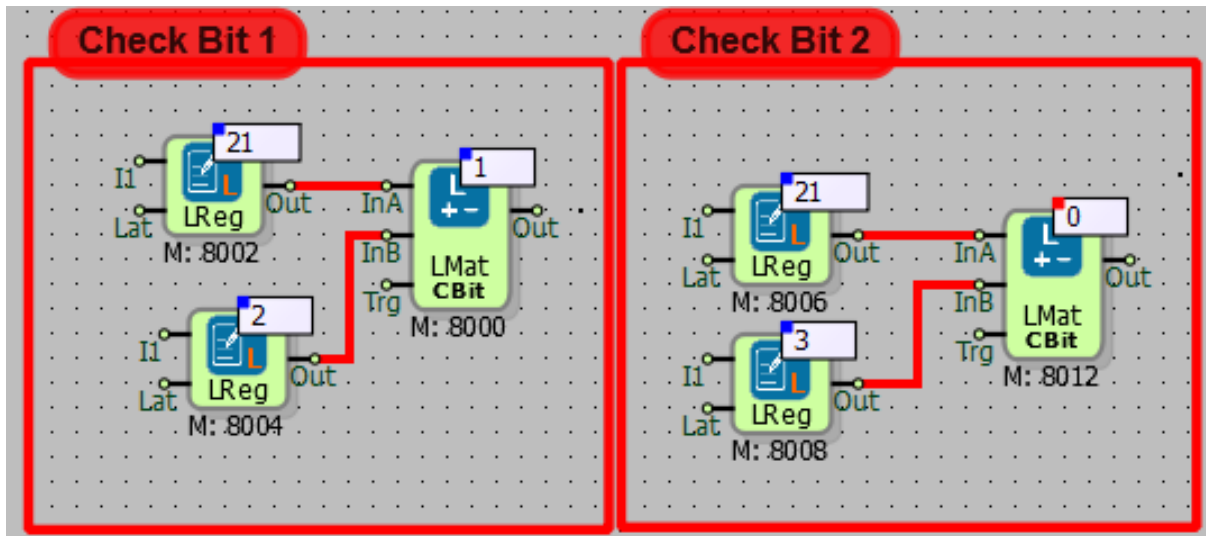 Check Bit 1
21
I1
Lat
Out
LReg
M: .8002
2
I1
Lat
Out
LReg
M: .8004
1
L
InA
InB
Trg
Out
LMat
CBit
M: .8000
Check Bit 2
21
I1
Lat
Out
L
LReg
M: .8006
3
I1
Lat
Out
L
LReg
M: .8008
0
L
InA
InB
Trg
Out
LMat
CBit
M: .8012